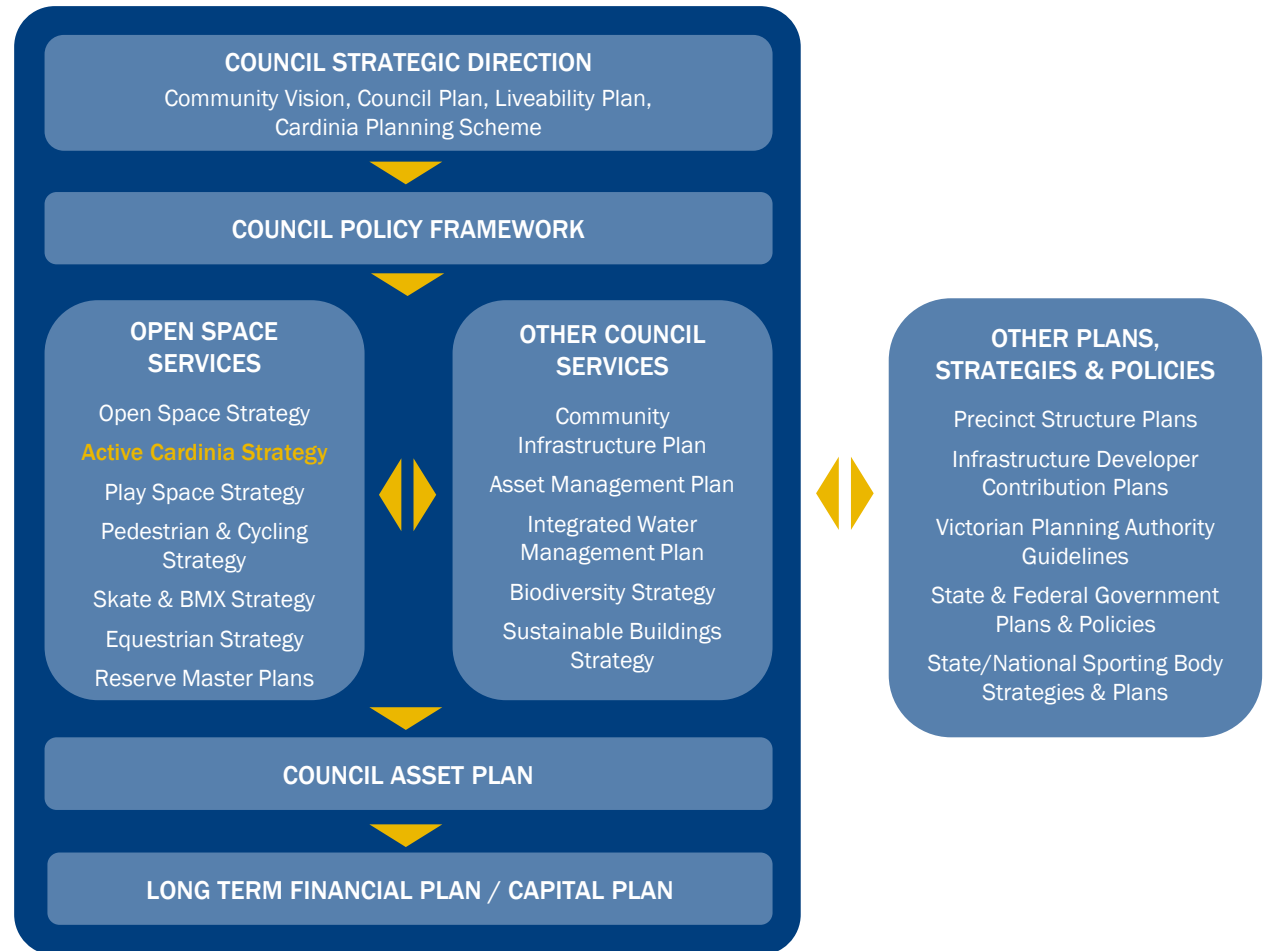 COUNCIL STRATEGIC DIRECTION
Community Vision, Council Plan, Liveability Plan,
Cardinia Planning Scheme
COUNCIL POLICY FRAMEWORK
OPEN SPACE
SERVICES
Open Space Strategy
Active Cardinia Strategy
Play Space Strategy
Pedestrian & Cycling
Strategy
Skate & BMX Strategy
Equestrian Strategy
Reserve Master Plans
OTHER COUNCIL
SERVICES
Community
Infrastructure Plan
Asset Management Plan
Integrated Water
Management Plan
Biodiversity Strategy
Sustainable Buildings
Strategy
OTHER PLANS,
STRATEGIES & POLICIES
Precinct Structure Plans
Infrastructure Developer
Contribution Plans
Victorian Planning Authority
Guidelines
State & Federal Government
Plans & Policies
State/National Sporting Body
Strategies & Plans
COUNCIL ASSET PLAN
LONG TERM FINANCIAL PLAN / CAPITAL PLAN